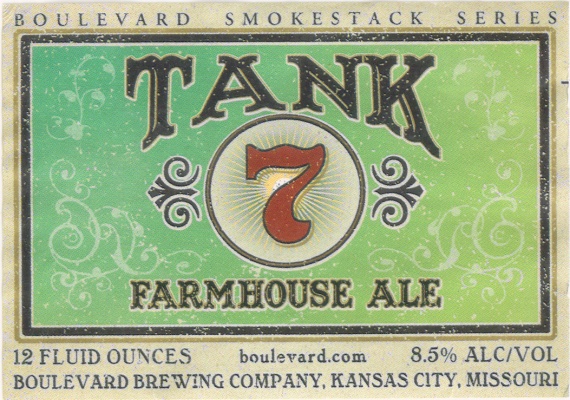 BOULEVARD SMOKESTACK SERIES
TANK
7
FARMHOUSE ALE
12 FLUID OUNCES boulevard.com 8.5% ALC/VOL
BOULEVARD BREWING COMPANY, KANSAS CITY, MISSOURI